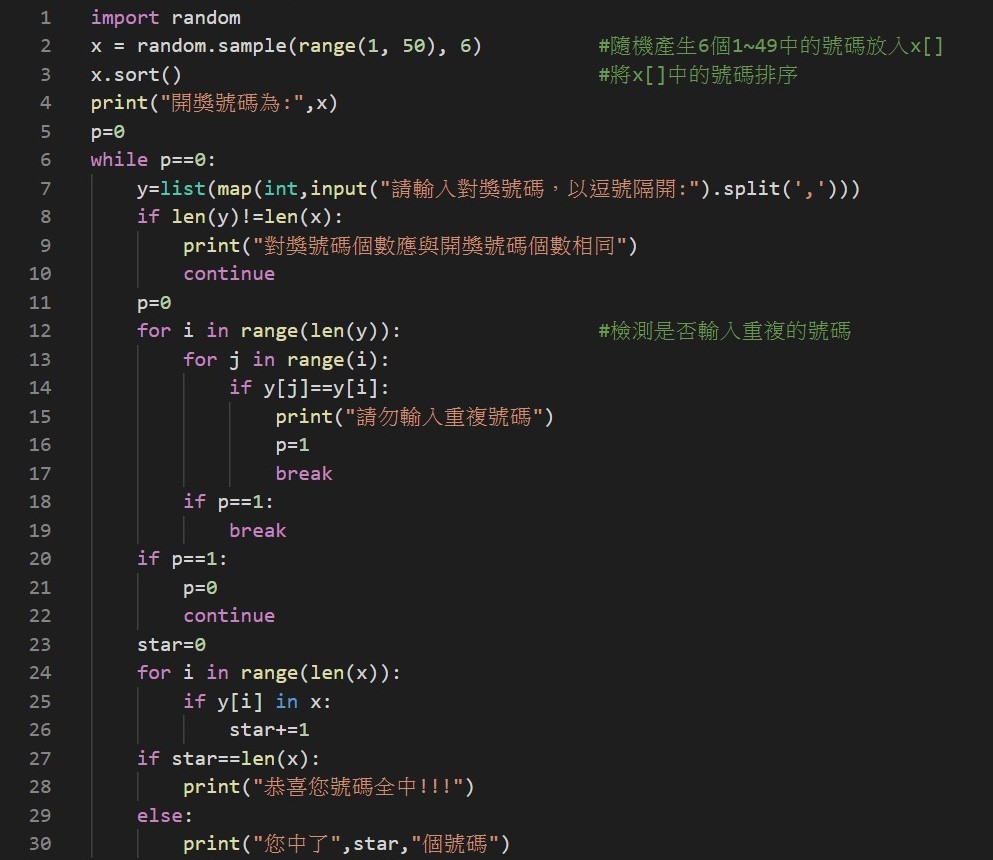 1 import random
2 x = random.sample(range(1, 50), 6) #隨機產生6個1~49中的號碼放入x[]
3 x.sort() #將x[]中的號碼排序
4 print("開獎號碼為:",x)
5 p=0
6 while p==0:
7     y=list(map(int,input("請輸入對獎號碼，以逗號隔開:").split(',')))
8     if len(y)!=len(x):
9         print("對獎號碼個數應與開獎號碼個數相同")
10         continue
11     p=0
12     for i in range(len(y)): #檢測是否輸入重複的號碼
13         for j in range(i):
14             if y[j]==y[i]:
15                 print("請勿輸入重複號碼")
16                 p=1
17                 break
18         if p==1:
19             break
20     if p==1:
21         p=0
22         continue
23     star=0
24     for i in range(len(x)):
25         if y[i] in x:
26             star+=1
27     if star==len(x):
28         print("恭喜您號碼全中!!!")
29     else:
30         print("您中了",star,"個號碼")